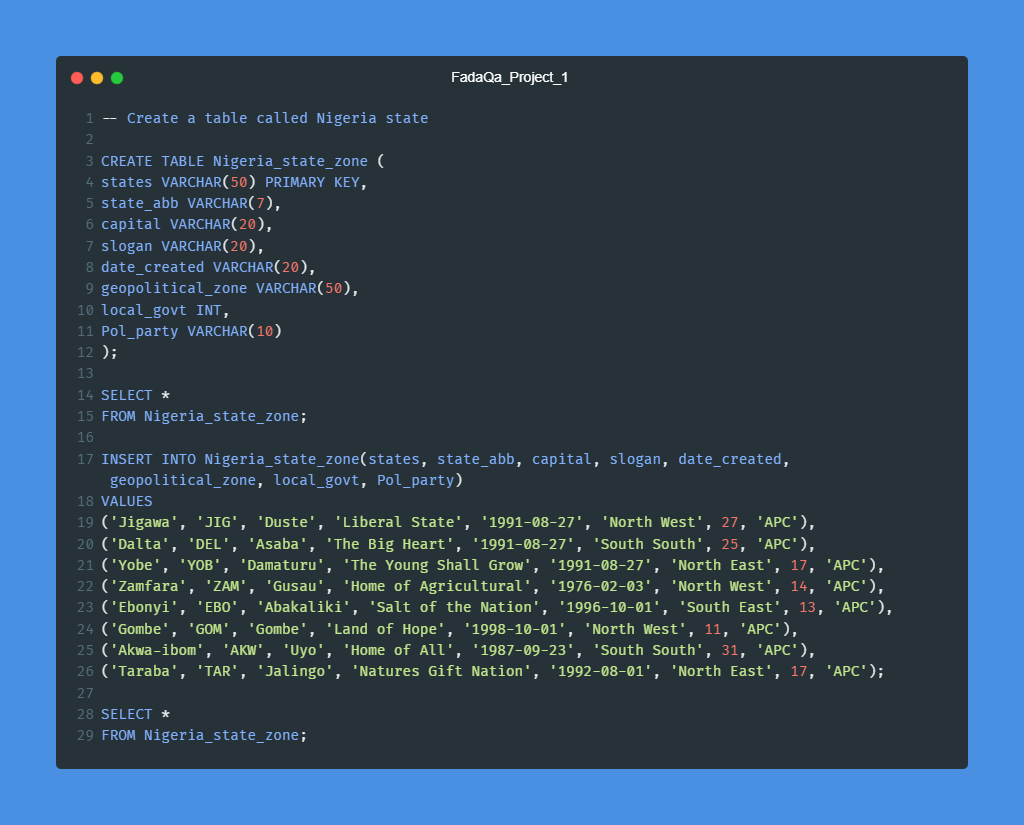 FadaQa_Project_1
1 -- Create a table called Nigeria state
2
3 CREATE TABLE Nigeria_state_zone (
4 states VARCHAR(50) PRIMARY KEY,
5 state_abb VARCHAR(7),
6 capital VARCHAR(20),
7 slogan VARCHAR(20),
8 date_created VARCHAR(20),
9 geopolitical_zone VARCHAR(50),
10 local_govt INT,
11 Pol_party VARCHAR(10)
12 );
13
14 SELECT *
15 FROM Nigeria_state_zone;
16
17 INSERT INTO Nigeria_state_zone(states, state_abb, capital, slogan, date_created,
geopolitical_zone, local_govt, Pol_party)
18 VALUES
19 ('Jigawa', 'JIG', 'Duste', 'Liberal State', '1991-08-27', 'North West', 27, 'APC'),
20 ('Dalta', 'DEL', 'Asaba', 'The Big Heart', '1991-08-27', 'South South', 25, 'APC'),
21 ('Yobe', 'YOB', 'Damaturu', 'The Young Shall Grow', '1991-08-27', 'North East', 17, 'APC'),
22 ('Zamfara', 'ZAM', 'Gusau', 'Home of Agricultural', '1976-02-03', 'North West', 14, 'APC'),
23 ('Ebonyi', 'EBO', 'Abakaliki', 'Salt of the Nation', '1996-10-01', 'South East', 13, 'APC'),
24 ('Gombe', 'GOM', 'Gombe', 'Land of Hope', '1998-10-01', 'North West', 11, 'APC'),
25 ('Akwa-ibom', 'AKW', 'Uyo', 'Home of All', '1987-09-23', 'South South', 31, 'APC'),
26 ('Taraba', 'TAR', 'Jalingo', 'Natures Gift Nation', '1992-08-01', 'North East', 17, 'APC');
27
28 SELECT *
29 FROM Nigeria_state_zone;